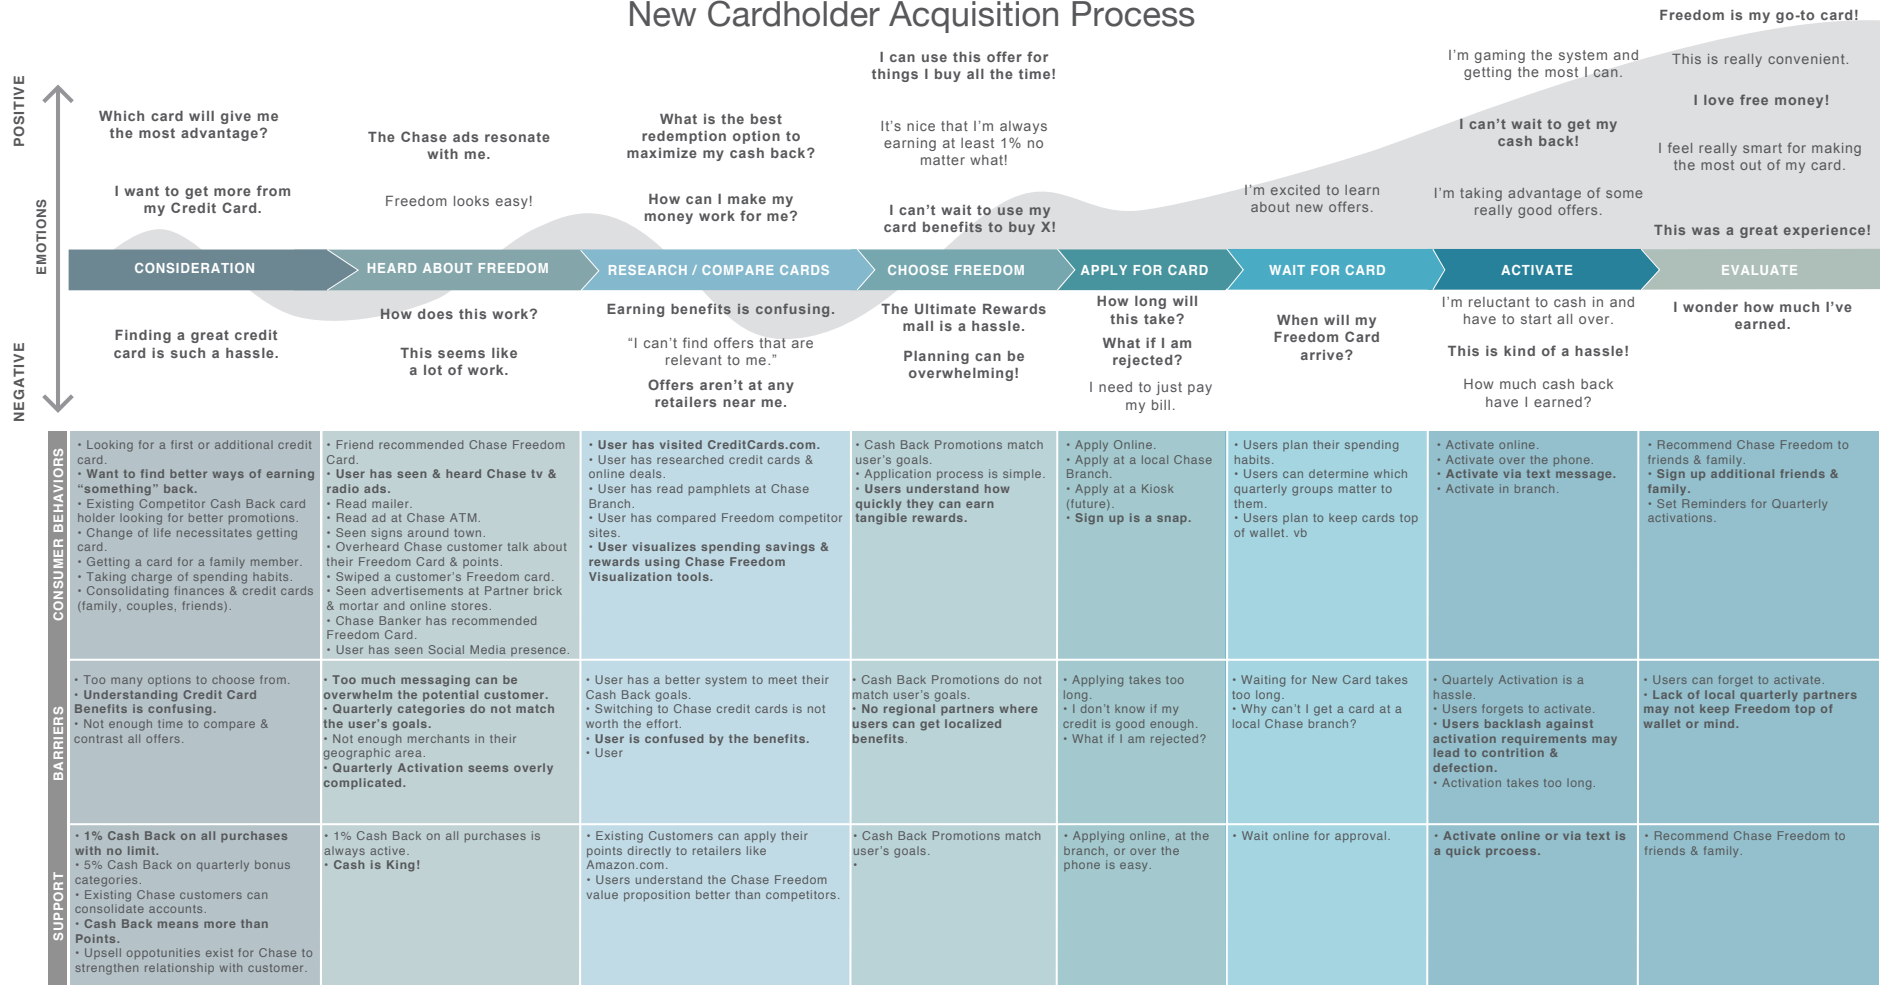 New Cardholder Acquisition Process
POSITIVE
EMOTIONS
NEGATIVE
Which card will give me
the most advantage?
I want to get more from
my Credit Card.
The Chase ads resonate
with me.
Freedom looks easy!
What is the best
redemption option to
maximize my cash back?
How can I make my
money work for me?
I can use this offer for
things I buy all the time!
It’s nice that I’m always
earning at least 1% no
matter what!
I can’t wait to use my
card benefits to buy X!
I’m excited to learn
about new offers.
I’m gaming the system and
getting the most I can.
I can’t wait to get my
cash back!
I’m taking advantage of some
really good offers.
Freedom is my go-to card!
This is really convenient.
I love free money!
I feel really smart for making
the most out of my card.
This was a great experience!
CONSIDERATION
HEARD ABOUT FREEDOM
RESEARCH / COMPARE CARDS
CHOOSE FREEDOM
APPLY FOR CARD
WAIT FOR CARD
ACTIVATE
EVALUATE
Finding a great credit
card is such a hassle.
How does this work?
This seems like
a lot of work.
Earning benefits is confusing.
“I can’t find offers that are
relevant to me.”
Offers aren’t at any
retailers near me.
The Ultimate Rewards
mall is a hassle.
Planning can be
overwhelming!
How long will
this take?
What if I am
rejected?
I need to just pay
my bill.
When will my
Freedom Card
arrive?
I’m reluctant to cash in and
have to start all over.
This is kind of a hassle!
How much cash back
have I earned?
I wonder how much I’ve
earned.
CONSUMER BEHAVIORS
• Looking for a first or additional credit
card.
• Want to find better ways of earning
“something” back.
• Existing Competitor Cash Back card
holder looking for better promotions.
• Change of life necessitates getting
card.
• Getting a card for a family member.
• Taking charge of spending habits.
• Consolidating finances & credit cards
(family, couples, friends).
• Friend recommended Chase Freedom
Card.
• User has seen & heard Chase tv &
radio ads.
• Read mailer.
• Read ad at Chase ATM.
• Seen signs around town.
• Overheard Chase customer talk about
their Freedom Card & points.
• Swiped a customer’s Freedom card.
• Seen advertisements at Partner brick
& mortar and online stores.
• Chase Banker has recommended
Freedom Card.
• User has seen Social Media presence.
• User has visited CreditCards.com.
• User has researched credit cards &
online deals.
• User has read pamphlets at Chase
Branch.
• User has compared Freedom competitor
sites.
• User visualizes spending savings &
rewards using Chase Freedom
Visualization tools.
• Cash Back Promotions match
user’s goals.
• Application process is simple.
• Users understand how
quickly they can earn
tangible rewards.
• Apply Online.
• Apply at a local Chase
Branch.
• Apply at a Kiosk
(future).
• Sign up is a snap.
• Users plan their spending
habits.
• Users can determine which
quarterly groups matter to
them.
• Users plan to keep cards top
of wallet. vb
• Activate online.
• Activate over the phone.
• Activate via text message.
• Activate in branch.
• Recommend Chase Freedom to
friends & family.
• Sign up additional friends &
family.
• Set Reminders for Quarterly
activations.
BARRIERS
• Too many options to choose from.
• Understanding Credit Card
Benefits is confusing.
• Not enough time to compare &
contrast all offers.
• Too much messaging can be
overwhelm the potential customer.
• Quarterly categories do not match
the user’s goals.
• Not enough merchants in their
geographic area.
• Quarterly Activation seems overly
complicated.
• User has a better system to meet their
Cash Back goals.
• Switching to Chase credit cards is not
worth the effort.
• User is confused by the benefits.
• User
• Cash Back Promotions do not
match user’s goals.
• No regional partners where
users can get localized
benefits.
• Applying takes too
long.
• I don’t know if my
credit is good enough.
• What if I am rejected?
• Waiting for New Card takes
too long.
• Why can’t I get a card at a
local Chase branch?
• Quartely Activation is a
hassle.
• Users forgets to activate.
• Users backlash against
activation requirements may
lead to contrition &
defection.
• Activation takes too long.
• Users can forget to activate.
• Lack of local quarterly partners
may not keep Freedom top of
wallet or mind.
SUPPORT
• 1% Cash Back on all purchases
with no limit.
• 5% Cash Back on quarterly bonus
categories.
• Existing Chase customers can
consolidate accounts.
• Cash Back means more than
Points.
• Upsell oppotunities exist for Chase to
strengthen relationship with customer.
• 1% Cash Back on all purchases is
always active.
• Cash is King!
• Existing Customers can apply their
points directly to retailers like
Amazon.com.
• Users understand the Chase Freedom
value proposition better than competitors.
• Cash Back Promotions match
user’s goals.
•
• Applying online, at the
branch, or over the
phone is easy.
• Wait online for approval.
• Activate online or via text is
a quick prcoess.
• Recommend Chase Freedom to
friends & family.